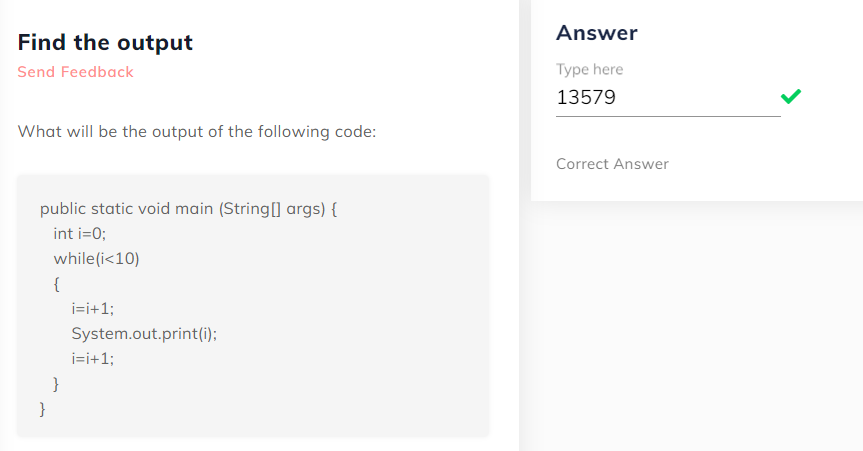 Find the output
Send Feedback
What will be the output of the following code:
public static void main (String[] args) {
int i=0;
while(i<10)
{
i=i+1;
System.out.print(i);
i=i+1;
}
}
Answer
Type here
13579
Correct Answer